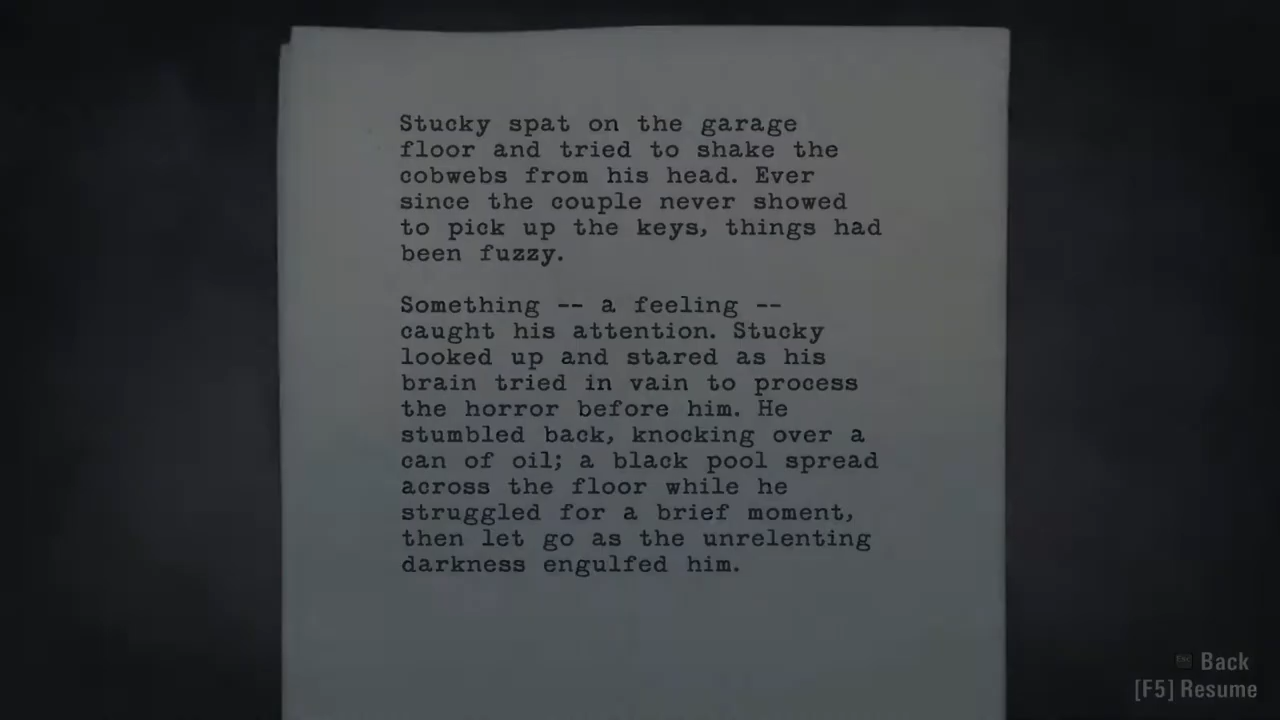 Stucky spat on the garage
floor and tried to shake the
cobwebs from his head. Ever
since the couple never showed
to pick up the keys, things had
been fuzzy.
Something -- a feeling --
caught his attention. Stucky
looked up and stared as his
brain tried in vain to process
the horror before him. He
stumbled back, knocking over a
can of oil; a black pool spread
across the floor while he
struggled for a brief moment,
then let go as the unrelenting
darkness engulfed him.
Back
[F5] Resume